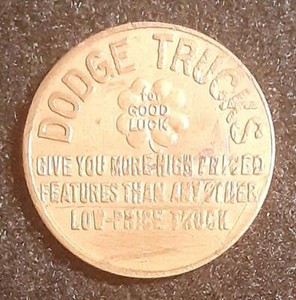 DODGE TRUCKS
for
GOOD
LUCK
GIVE YOU MORE HIGH PRICED
FEATURES THAN ANY OTHER
LOW-PRICE TRUCK